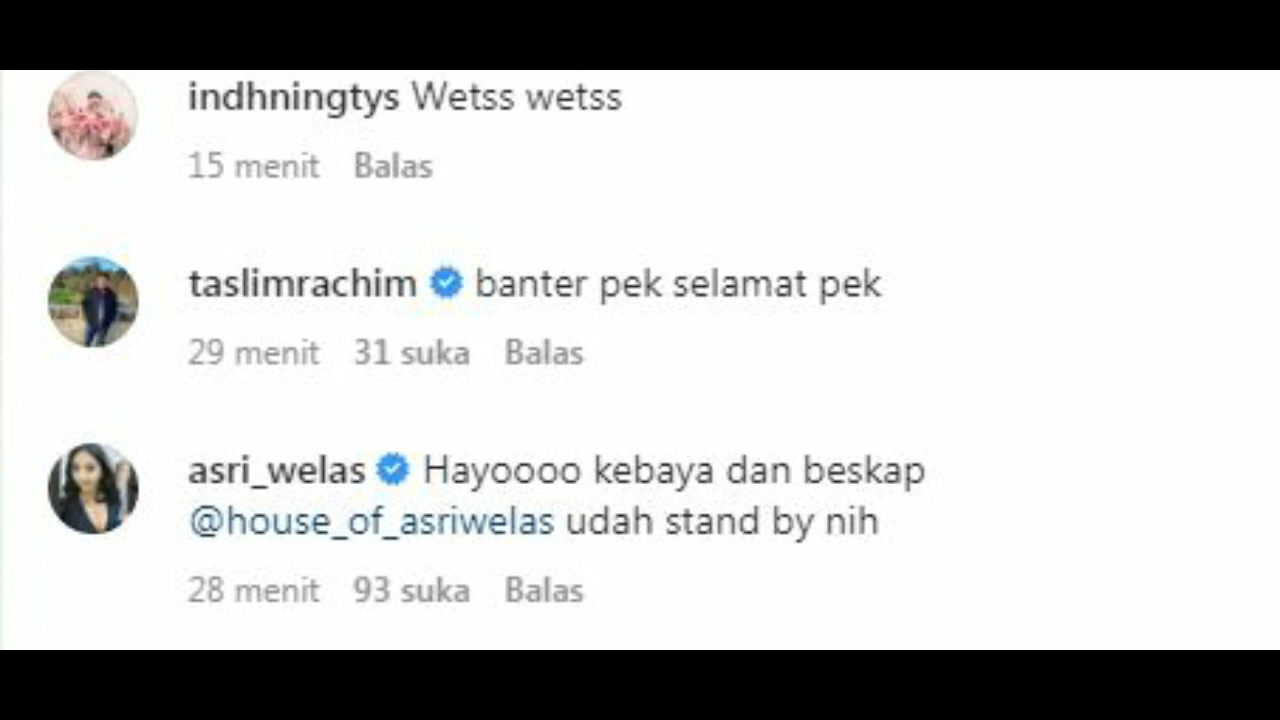 indhningtys Wetss wetss
15 menit Balas
taslimrachim banter pek selamat pek
29 menit 31 suka Balas
asri_welas Hayoooo kebaya dan beskap
@house_of_asriwelas udah stand by nih
28 menit 93 suka Balas